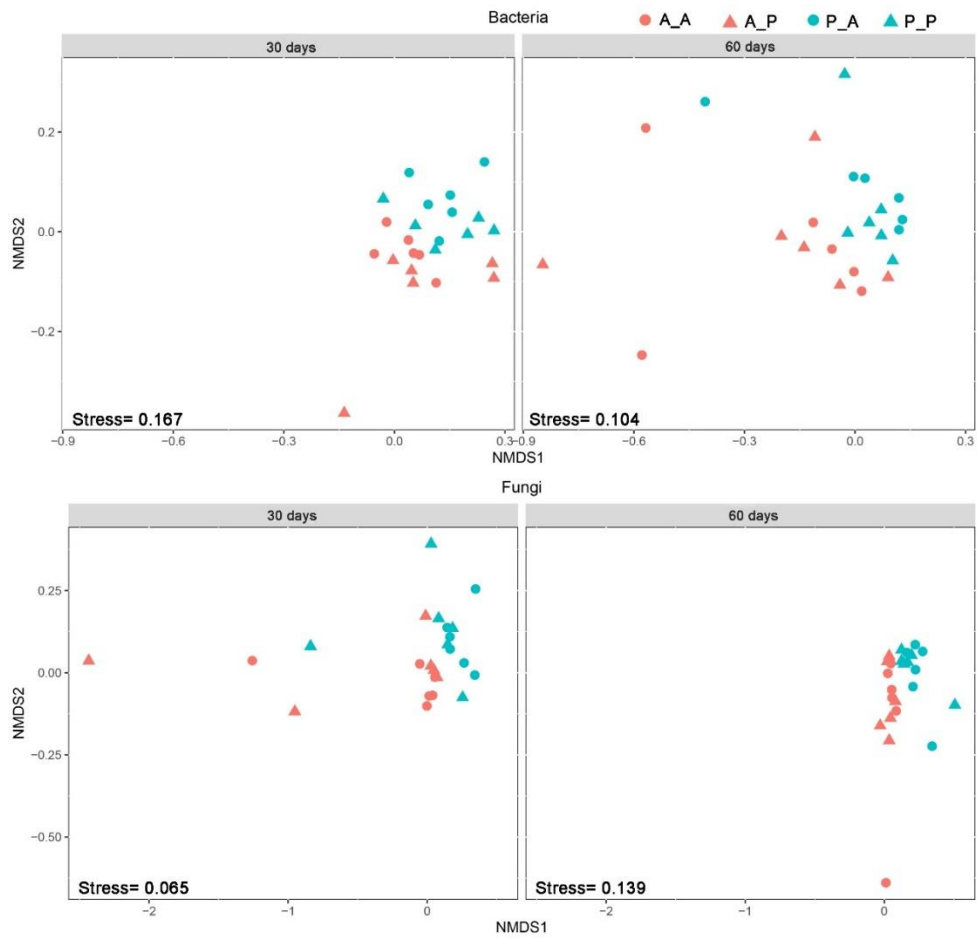 Bacteria
A_A A_P P_A P_P
30 days 60 days
0.2
0.0
−0.2
NMDS2
Stress= 0.167 Stress= 0.104
−0.9 −0.6 −0.3 0.0 0.3 −0.9 −0.6 −0.3 0.0 0.3
NMDS1
Fungi
30 days 60 days
0.25
0.00
−0.25
−0.50
NMDS2
Stress= 0.065 Stress= 0.139
−2 −1 0 −2 −1 0
NMDS1